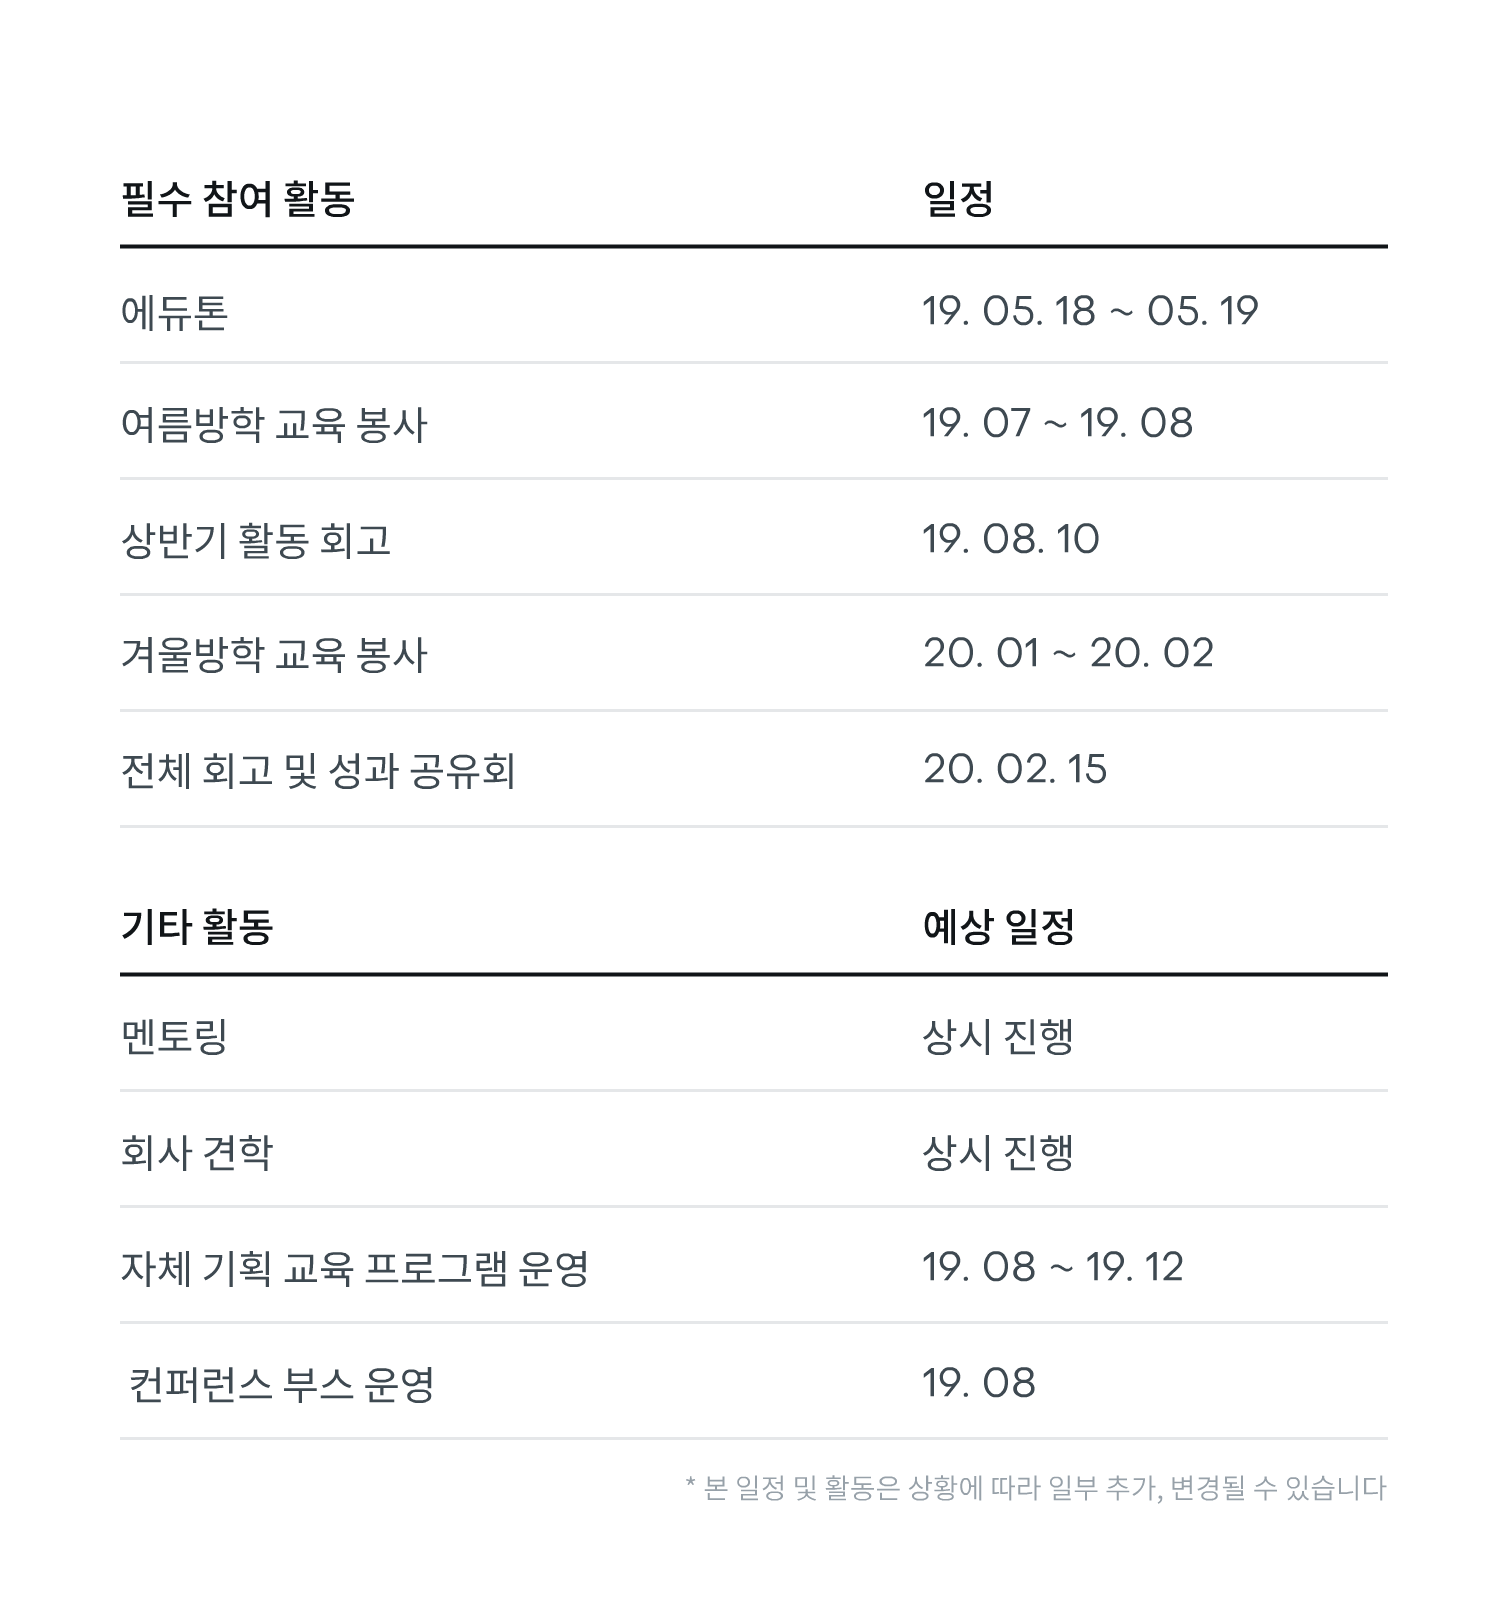 필수 참여 활동 일정
에듀톤 19. 05. 18 ~ 05. 19
여름방학 교육 봉사 19. 07 ~ 19. 08
상반기 활동 회고 19. 08. 10
겨울방학 교육 봉사 20. 01 ~ 20. 02
전체 회고 및 성과 공유회 20. 02. 15
기타 활동 예상 일정
멘토링 상시 진행
회사 견학 상시 진행
자체 기획 교육 프로그램 운영 19. 08 ~ 19. 12
컨퍼런스 부스 운영 19. 08
* 본 일정 및 활동은 상황에 따라 일부 추가, 변경될 수 있습니다